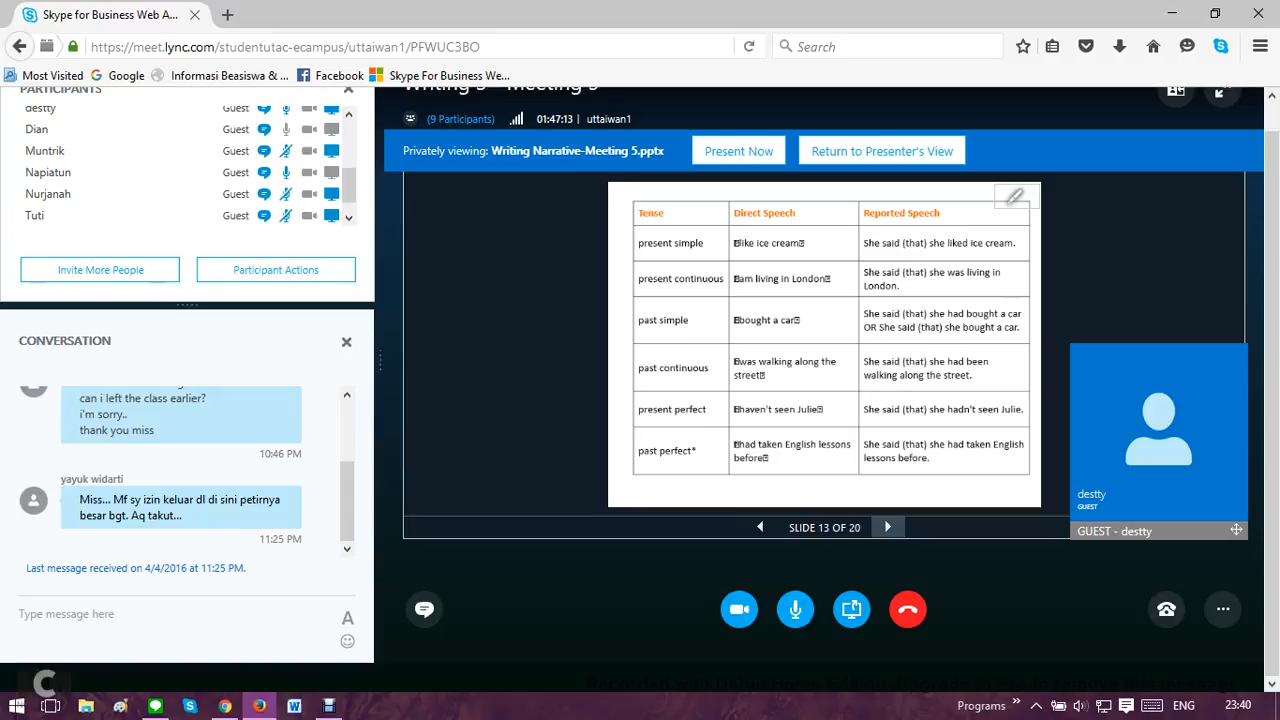 Skype for Business Web A...
https://meet.lync.com/studentutac-ecampus/uttaiwan1/PFWUC3BO
Search
Most Visited
Google
Informasi Beasiswa & ...
Facebook
Skype For Business We...
PARTICIPANTS
destty Guest
Dian Guest
Muntrik Guest
Napiatun Guest
Nurjanah Guest
Tuti Guest
Invite More People
Participant Actions
CONVERSATION
can i left the class earlier?
i'm sorry..
thank you miss
10:46 PM
yayuk widarti
Miss... Mf sy izin keluar dl di sini petirnya
besar bgt. Aq takut...
11:25 PM
Last message received on 4/4/2016 at 11:25 PM.
Type message here
A
Writing 5 - Meeting 5
(9 Participants)
01:47:13 | uttaiwan1
Privately viewing: Writing Narrative-Meeting 5.pptx
Present Now
Return to Presenter's View
Tense Direct Speech Reported Speech
present simple
I like ice cream
She said (that) she liked ice cream.
present continuous
am living in London
She said (that) she was living in
London.
past simple
bought a car
She said (that) she had bought a car
OR She said (that) she bought a car.
past continuous
was walking along the
street
She said (that) she had been
walking along the street.
present perfect
haven't seen Julie
She said (that) she hadn't seen Julie.
past perfect*
had taken English lessons
before
She said (that) she had taken English
lessons before.
SLIDE 13 OF 20
destty
GUEST
GUEST - destty
Programs
ENG
23:40